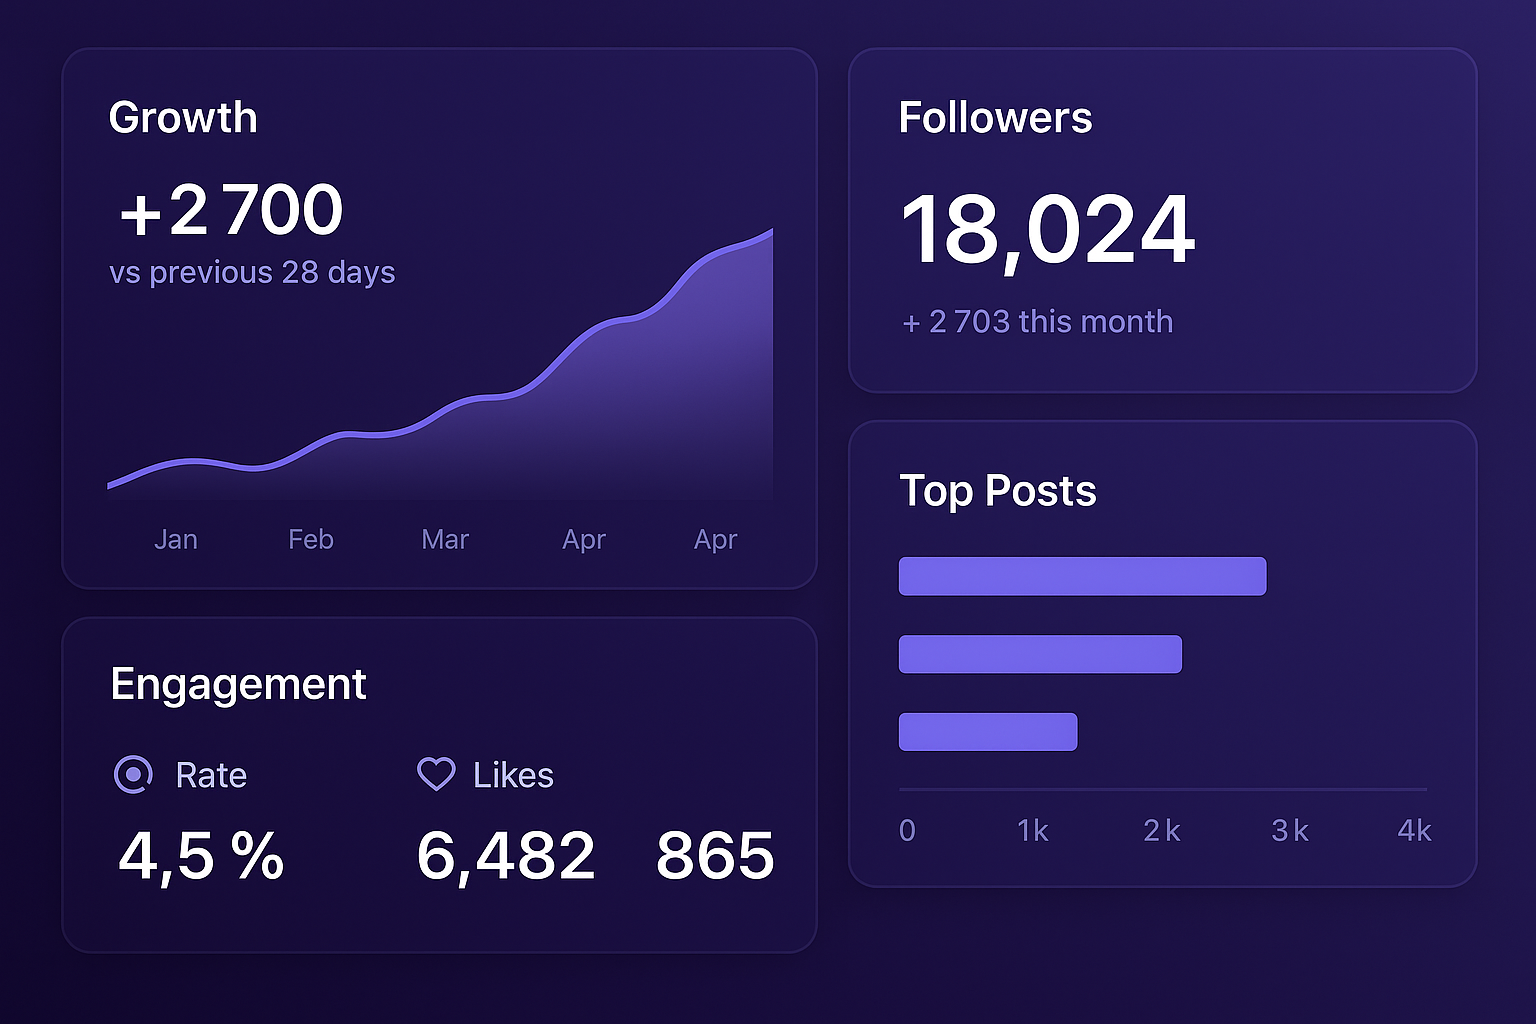 Growth
+2 700
vs previous 28 days
Jan Feb Mar Apr Apr
Followers
18,024
+ 2 703 this month
Engagement
Rate Likes
4,5 % 6,482 865
Top Posts
0 1k 2k 3k 4k